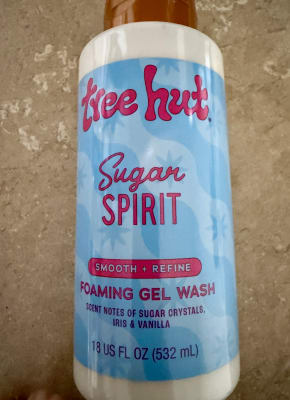 tree hut
Sugar
SPIRIT
SMOOTH + REFINE
FOAMING GEL WASH
SCENT NOTES OF SUGAR CRYSTALS,
IRIS & VANILLA
18 US FL OZ (532 mL)